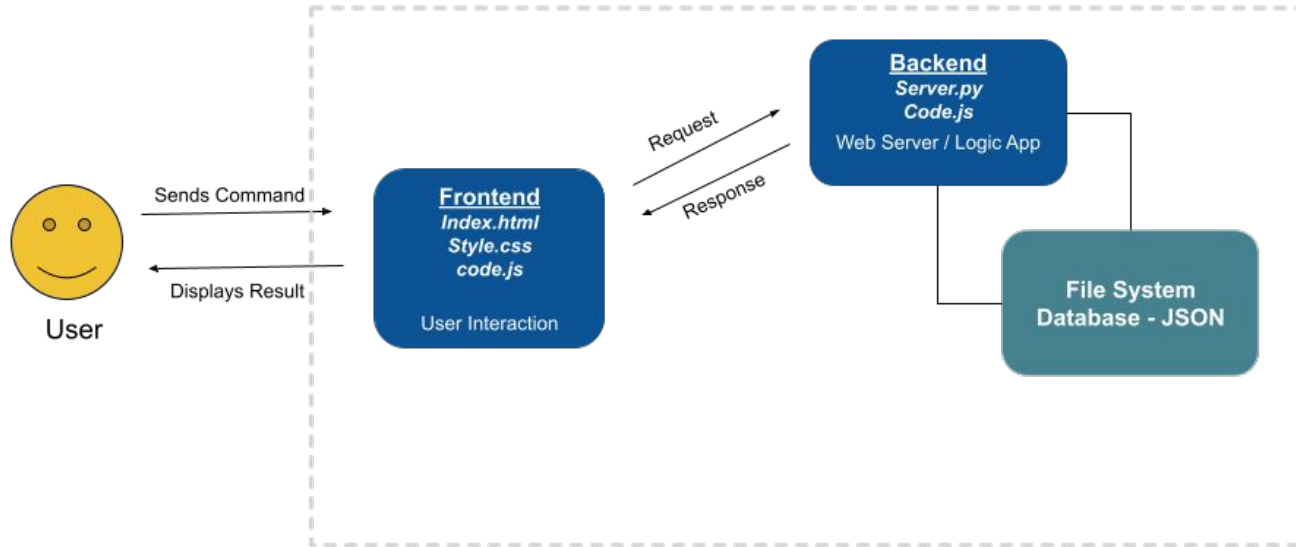 User
Sends Command
Displays Result
Frontend
Index.html
Style.css
code.js
User Interaction
Request
Response
Backend
Server.py
Code.js
Web Server / Logic App
File System
Database - JSON